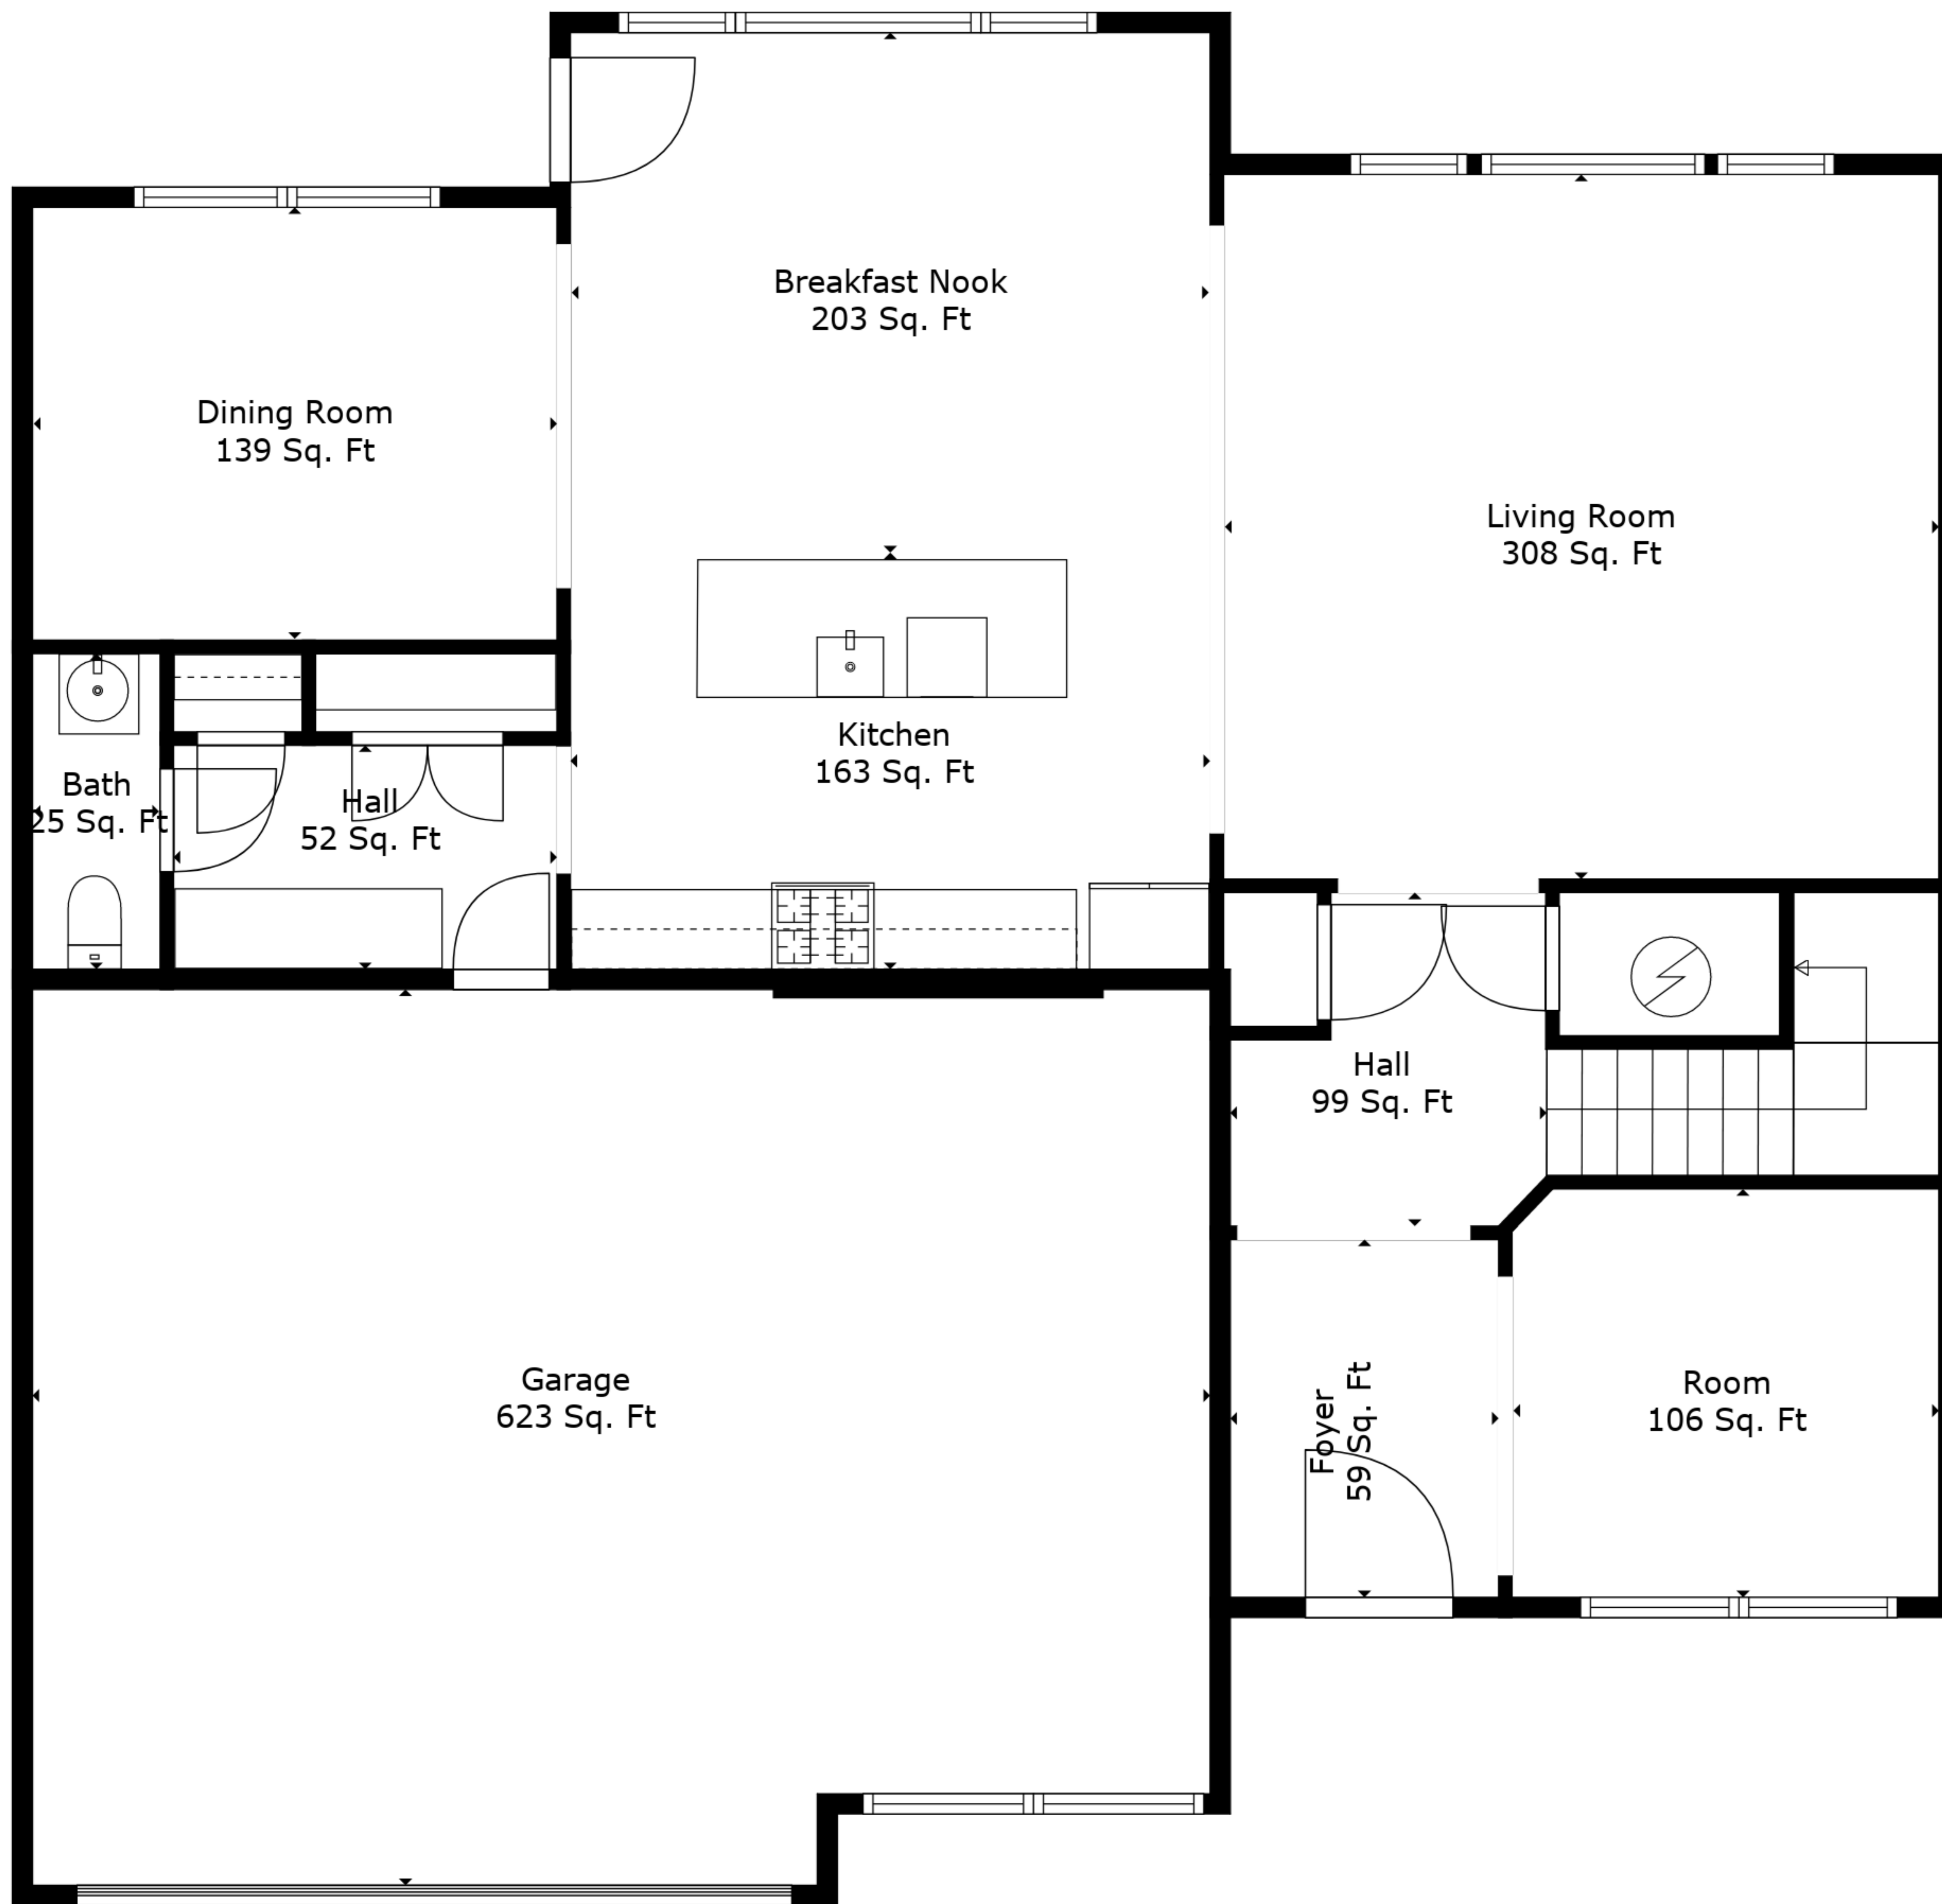 Breakfast Nook
203 Sq. Ft
Dining Room
139 Sq. Ft
Living Room
308 Sq. Ft
Kitchen
163 Sq. Ft
Bath
25 Sq. Ft
Hall
52 Sq. Ft
Hall
99 Sq. Ft
Garage
623 Sq. Ft
Foyer
59 Sq. Ft
Room
106 Sq. Ft